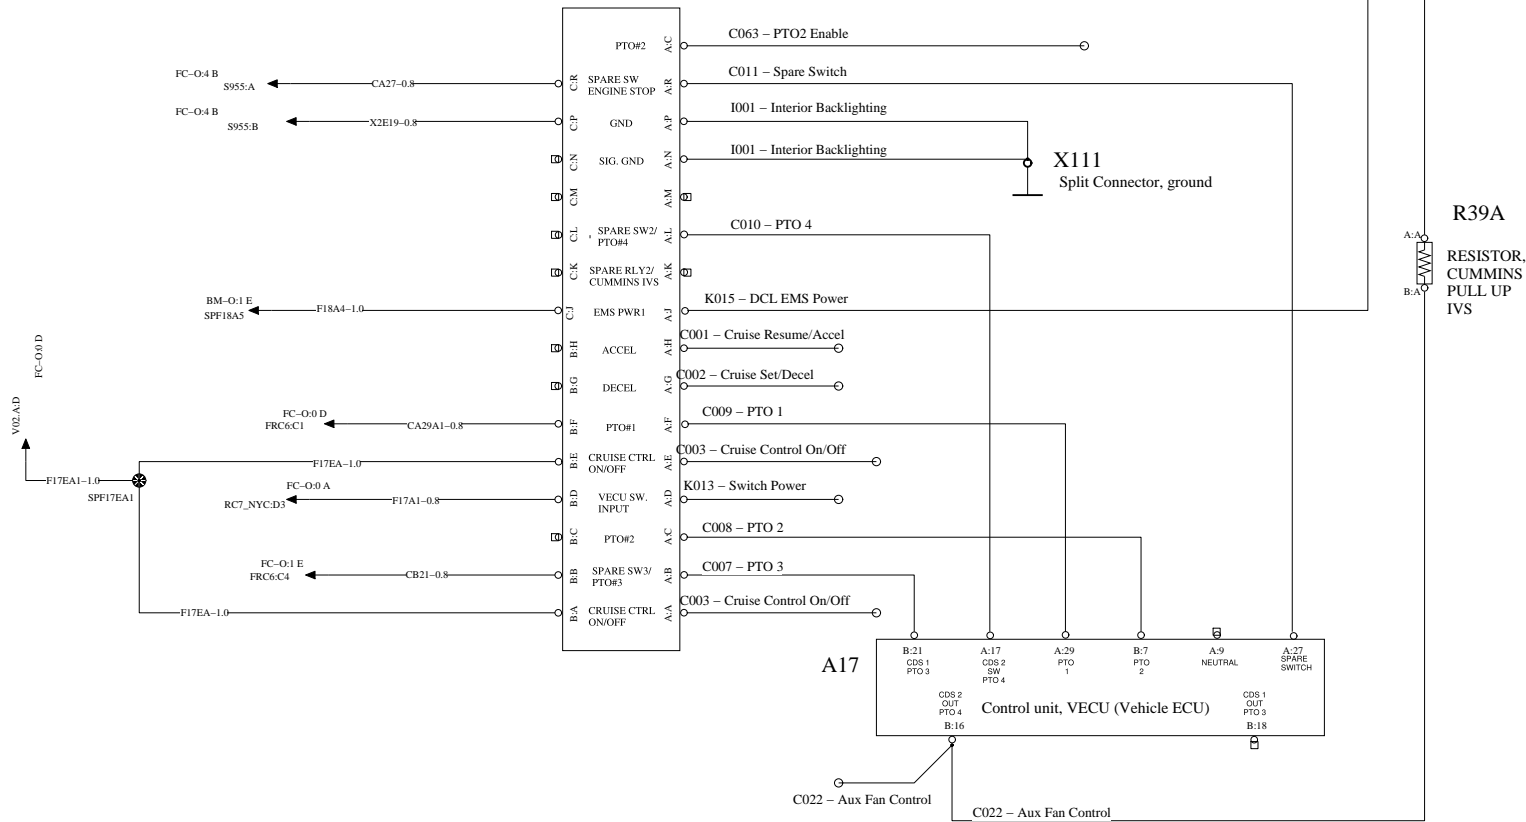 PTO#2
A:C
C063 – PTO2 Enable
FC–O:4 B
S955:A
CA27–0.8
C:R
SPARE SW
ENGINE STOP
A:R
C011 – Spare Switch
FC–O:4 B
S955:B
X2E19–0.8
C:P
GND
A:P
I001 – Interior Backlighting
C:N
SIG. GND
A:N
I001 – Interior Backlighting
X111
Split Connector, ground
C:M
A:M
C:L
SPARE SW2/
PTO#4
A:L
C010 – PTO 4
R39A
A:A
RESISTOR,
CUMMINS
PULL UP
IVS
B:A
C:K
SPARE RLY2/
CUMMINS IVS
A:K
BM–O:1 E
SPF18A5
F18A4–1.0
C:J
EMS PWR1
A:J
K015 – DCL EMS Power
B:H
ACCEL
A:H
C001 – Cruise Resume/Accel
FC–O:0 D
B:G
DECEL
A:G
C002 – Cruise Set/Decel
V02.A:D
FC–O:0 D
FRC6:C1
CA29A1–0.8
B:F
PTO#1
A:F
C009 – PTO 1
F17EA–1.0
B:E
CRUISE CTRL
ON/OFF
A:E
C003 – Cruise Control On/Off
F17EA1–1.0
SPF17EA1
FC–O:0 A
RC7_NYC:D3
F17A1–0.8
B:D
VECU SW.
INPUT
A:D
K013 – Switch Power
B:C
PTO#2
A:C
C008 – PTO 2
FC–O:1 E
FRC6:C4
CB21–0.8
B:B
SPARE SW3/
PTO#3
A:B
C007 – PTO 3
F17EA–1.0
B:A
CRUISE CTRL
ON/OFF
A:A
C003 – Cruise Control On/Off
A17
B:21
CDS 1
PTO 3
A:17
CDS 2
SW
PTO 4
A:29
PTO
1
B:7
PTO
2
A:9
NEUTRAL
A:27
SPARE
SWITCH
CDS 2
OUT
PTO 4
B:16
Control unit, VECU (Vehicle ECU)
CDS 1
OUT
PTO 3
B:18
C022 – Aux Fan Control
C022 – Aux Fan Control